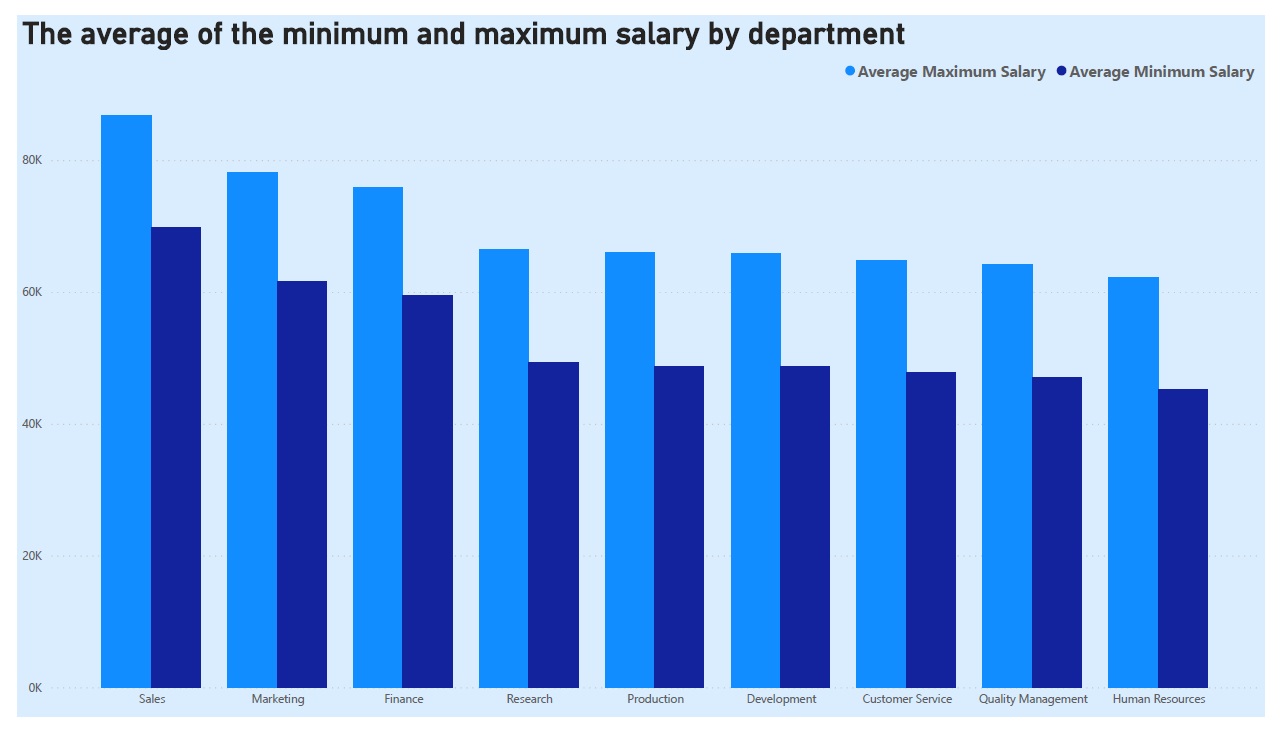 The average of the minimum and maximum salary by department
Average Maximum Salary Average Minimum Salary
80K
60K
40K
20K
0K
Sales Marketing Finance Research Production Development Customer Service Quality Management Human Resources